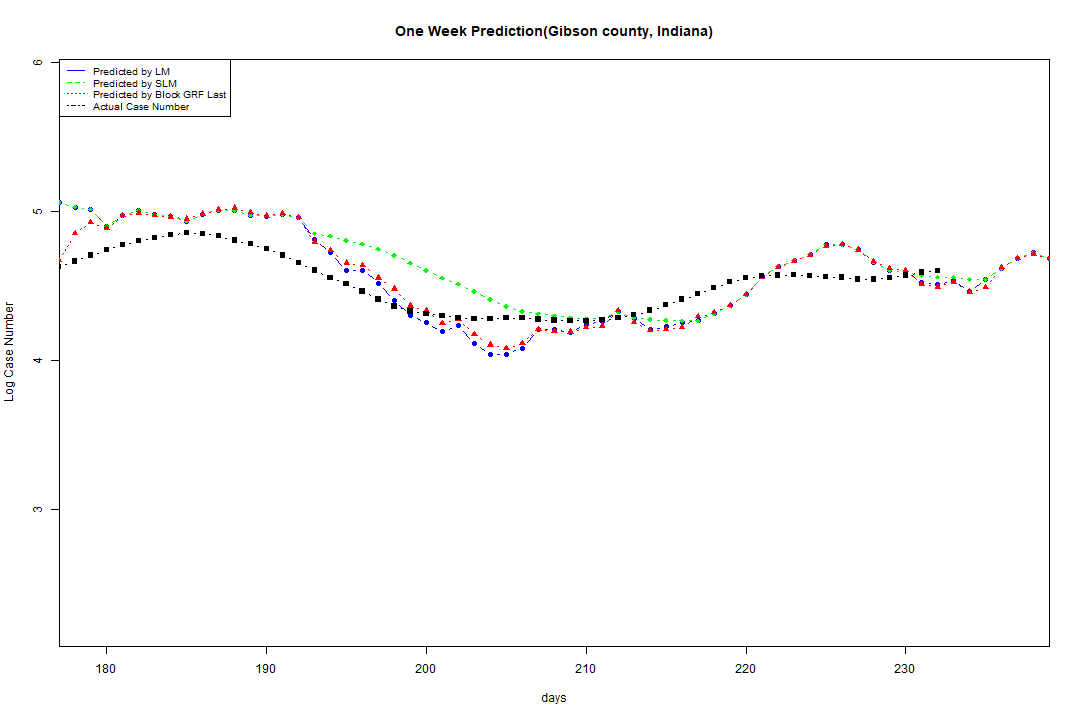 One Week Prediction(Gibson county, Indiana)
Predicted by LM
Predicted by SLM
Predicted by Block GRF Last
Actual Case Number
6
5
4
3
Log Case Number
180 190 200 210 220 230
days